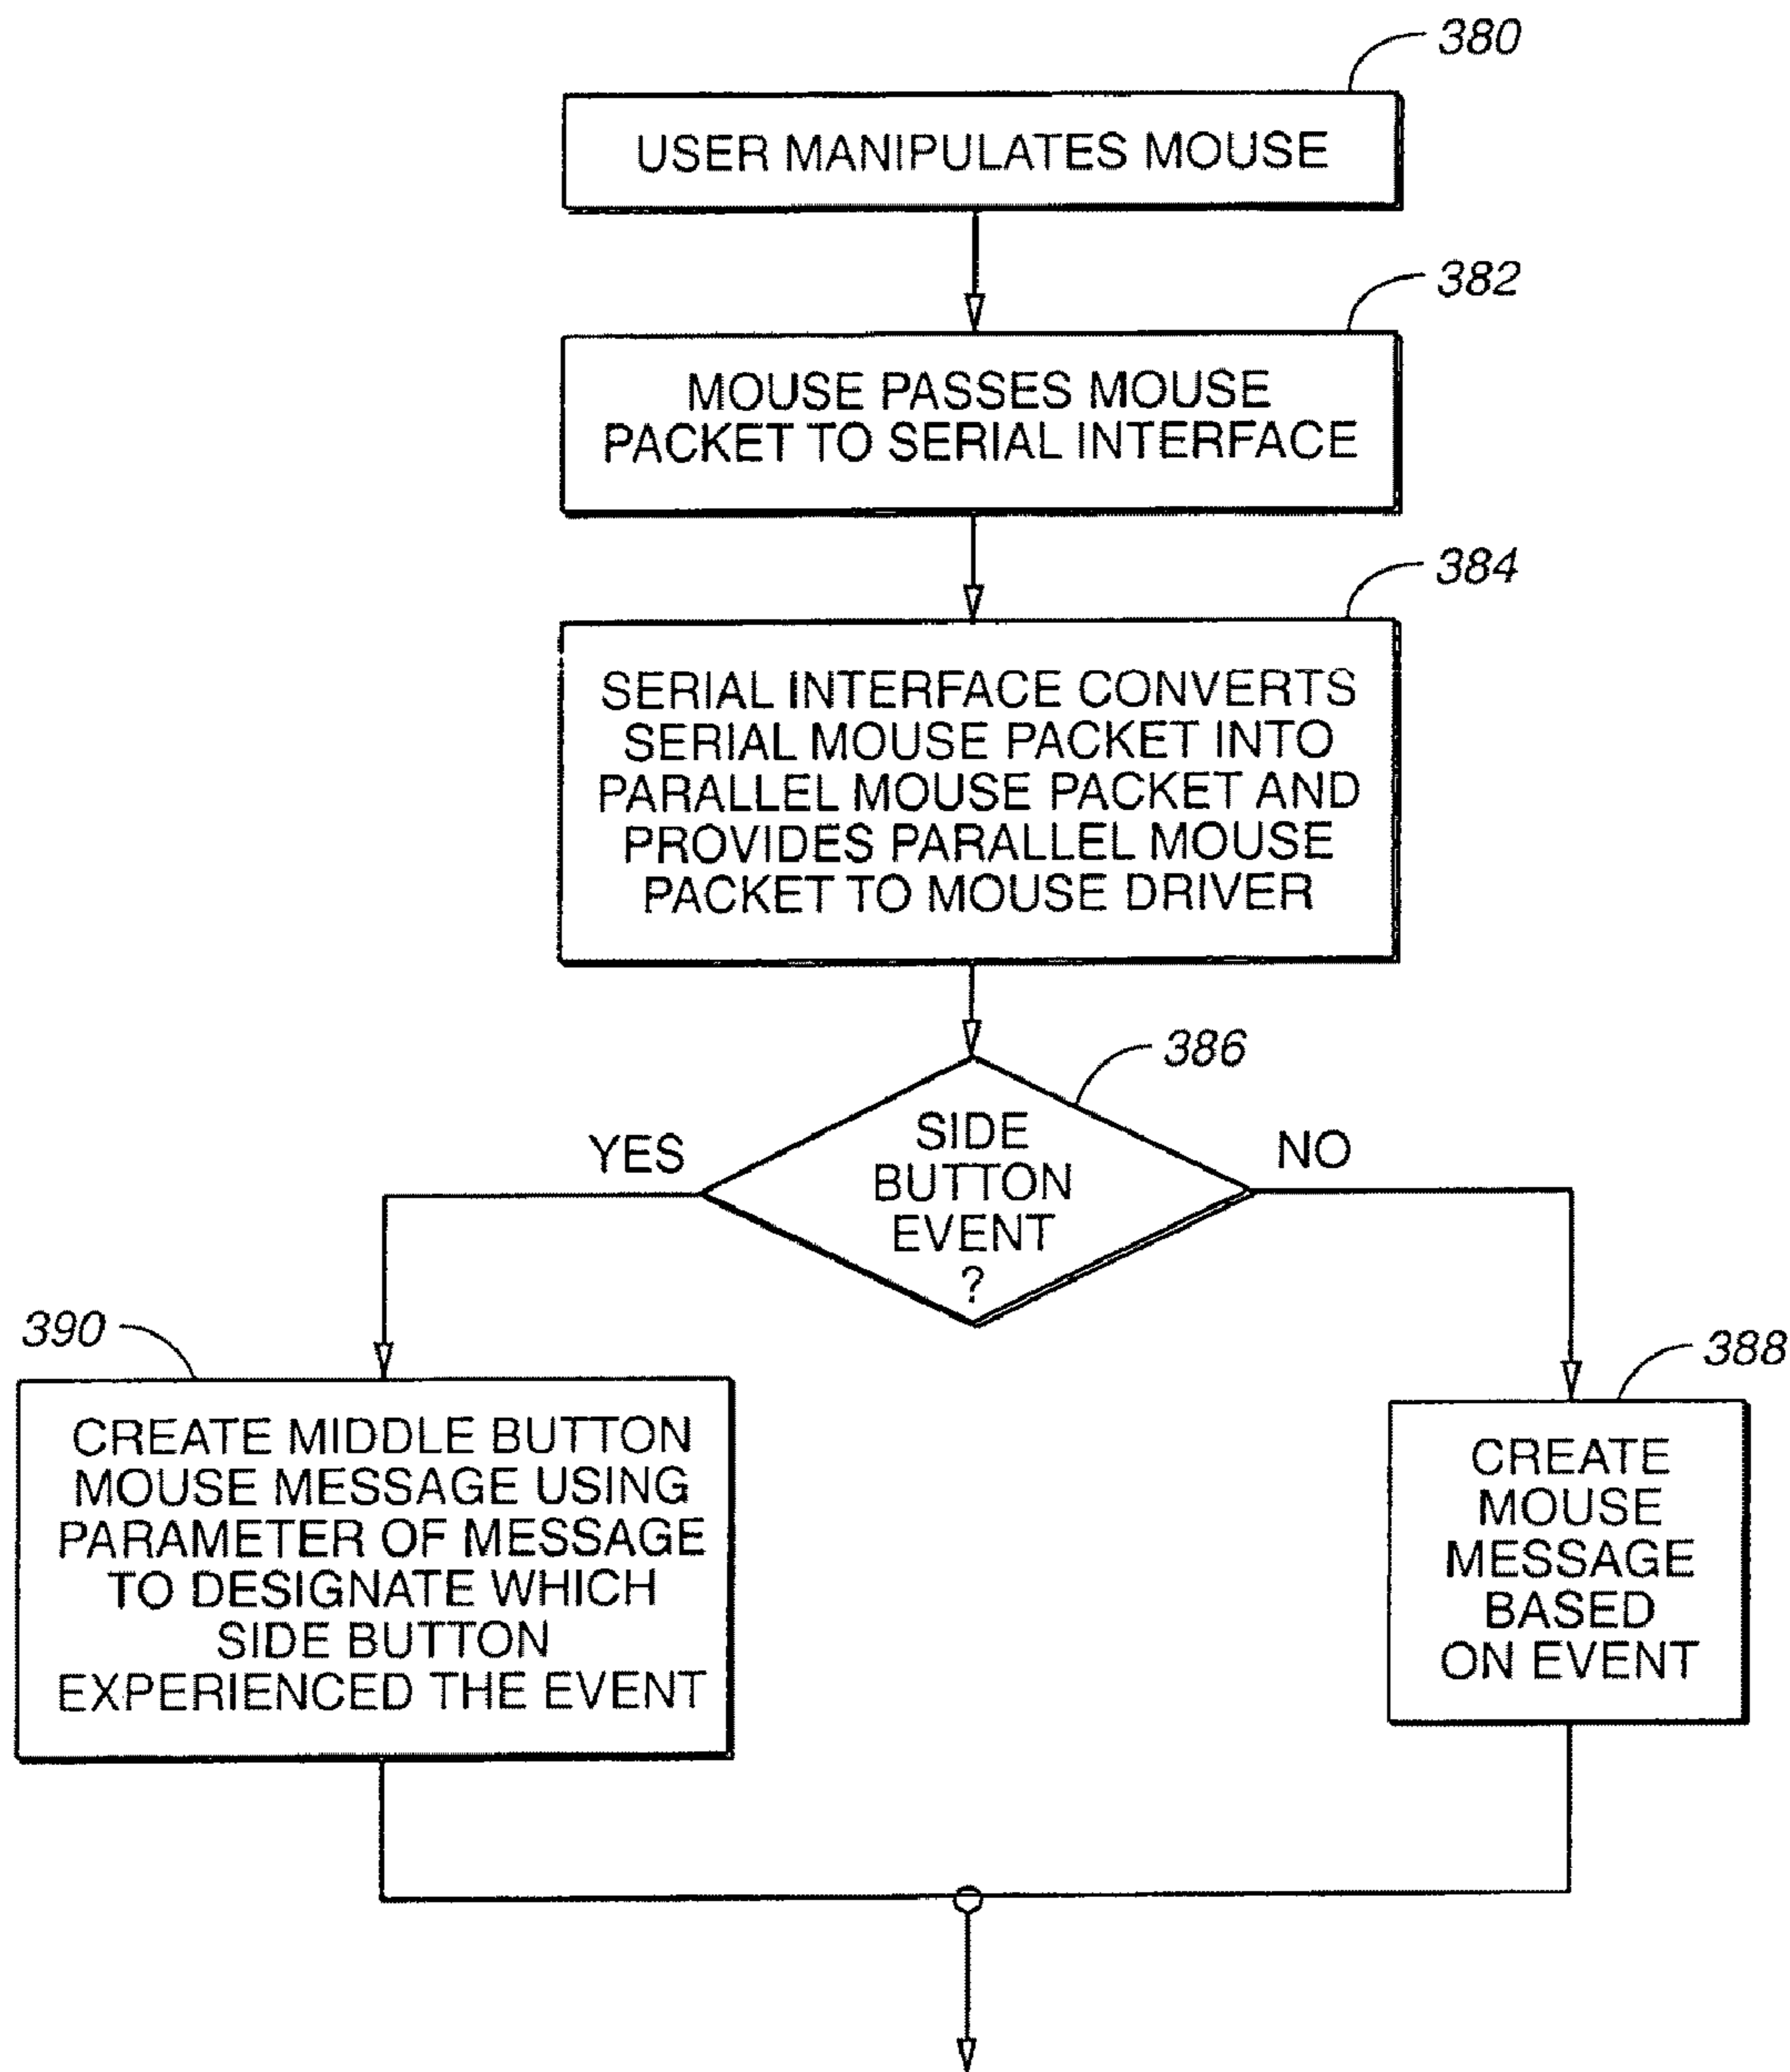 380
USER MANIPULATES MOUSE
382
MOUSE PASSES MOUSE
PACKET TO SERIAL INTERFACE
384
SERIAL INTERFACE CONVERTS
SERIAL MOUSE PACKET INTO
PARALLEL MOUSE PACKET AND
PROVIDES PARALLEL MOUSE
PACKET TO MOUSE DRIVER
386
SIDE
BUTTON
EVENT
?
YES
NO
390
CREATE MIDDLE BUTTON
MOUSE MESSAGE USING
PARAMETER OF MESSAGE
TO DESIGNATE WHICH
SIDE BUTTON
EXPERIENCED THE EVENT
388
CREATE
MOUSE
MESSAGE
BASED
ON EVENT